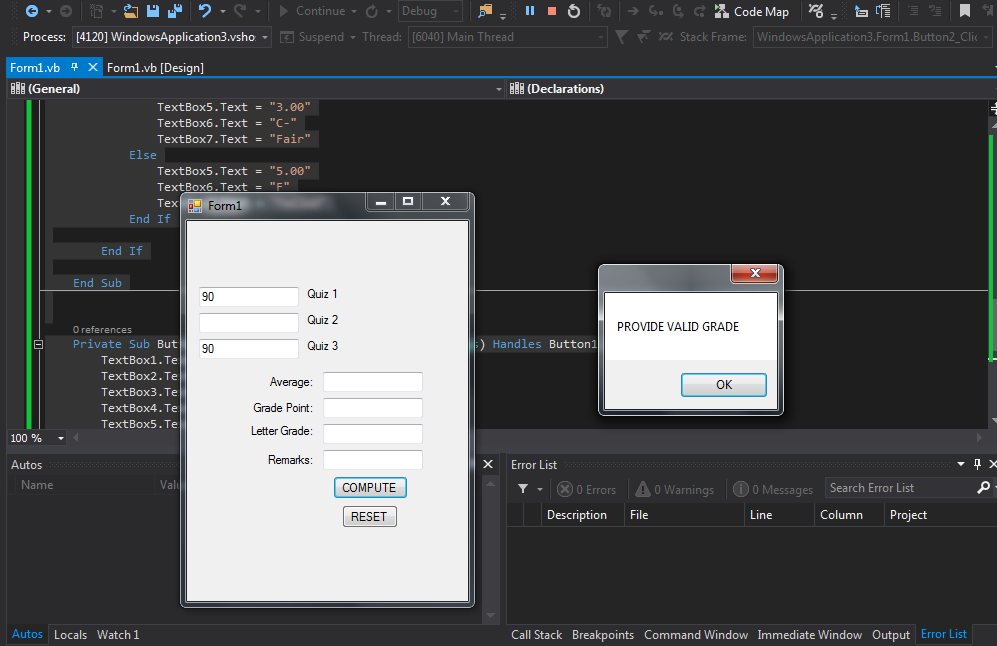 Continue Debug Code Map
Process: [4120] WindowsApplication3.vsho Suspend Thread: [6040] Main Thread Stack Frame: WindowsApplication3.Form1.Button2_Clic
Form1.vb Form1.vb [Design]
(General) (Declarations)
TextBox5.Text = "3.00"
TextBox6.Text = "C-"
TextBox7.Text = "Fair"
Else
TextBox5.Text = "5.00"
TextBox6.Text = "F"
Tex
End If
End If
End Sub
0 references
Private Sub But s) Handles Button1
TextBox1.Te
TextBox2.Te
TextBox3.Te
TextBox4.Te
TextBox5.Te
100 %
Form1
90 Quiz 1
Quiz 2
90 Quiz 3
Average:
Grade Point:
Letter Grade:
Remarks:
COMPUTE
RESET
PROVIDE VALID GRADE
OK
Autos
Name Valu
Error List
0 Errors 0 Warnings 0 Messages Search Error List
Description File Line Column Project
Autos Locals Watch 1
Call Stack Breakpoints Command Window Immediate Window Output Error List